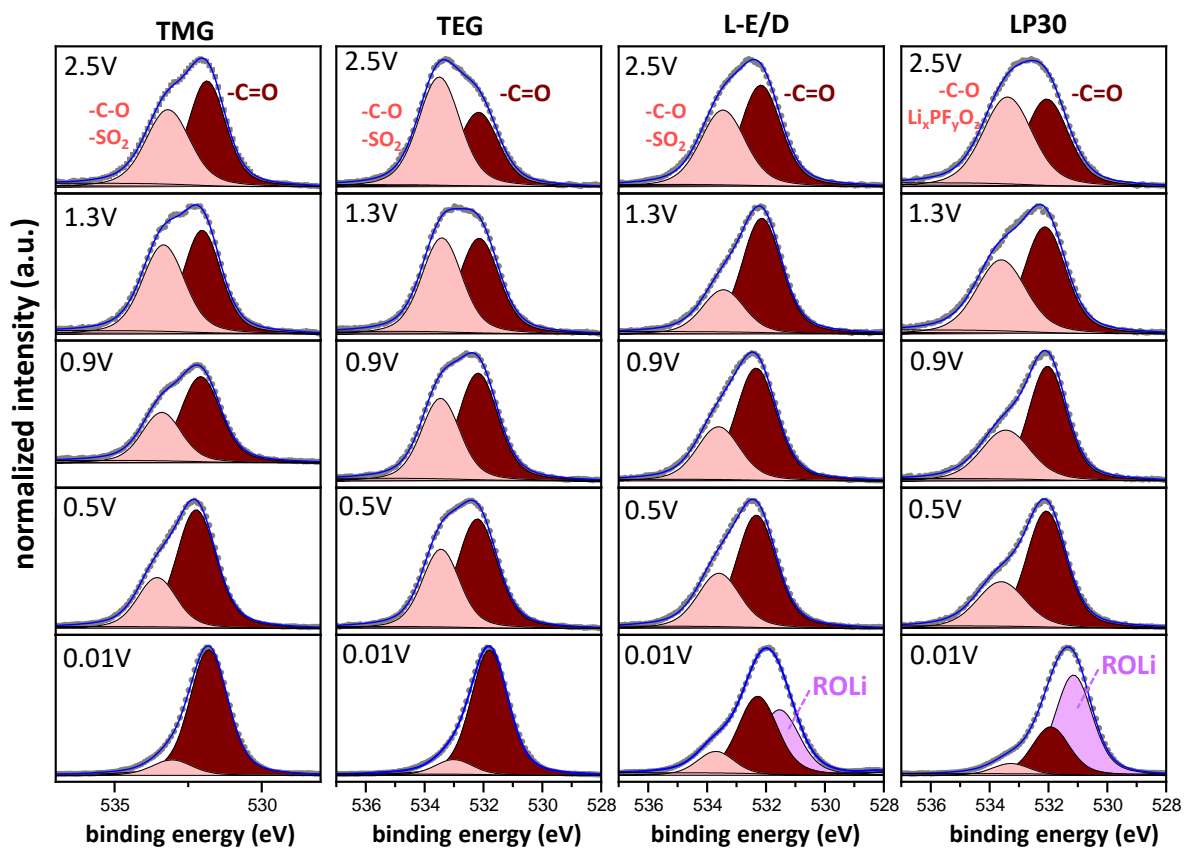 TMG TEG L-E/D LP30
2.5V 2.5V 2.5V 2.5V
-C-O -C=O -C-O -C=O -C-O -C=O -C-O -C=O
-SO₂ -SO₂ -SO₂ LiₓPFᵧO_z
1.3V 1.3V 1.3V 1.3V
0.9V 0.9V 0.9V 0.9V
0.5V 0.5V 0.5V 0.5V
0.01V 0.01V 0.01V 0.01V
ROLi ROLi
normalized intensity (a.u.)
535 530 536 534 532 530 528 536 534 532 530 528 536 534 532 530 528
binding energy (eV) binding energy (eV) binding energy (eV) binding energy (eV)